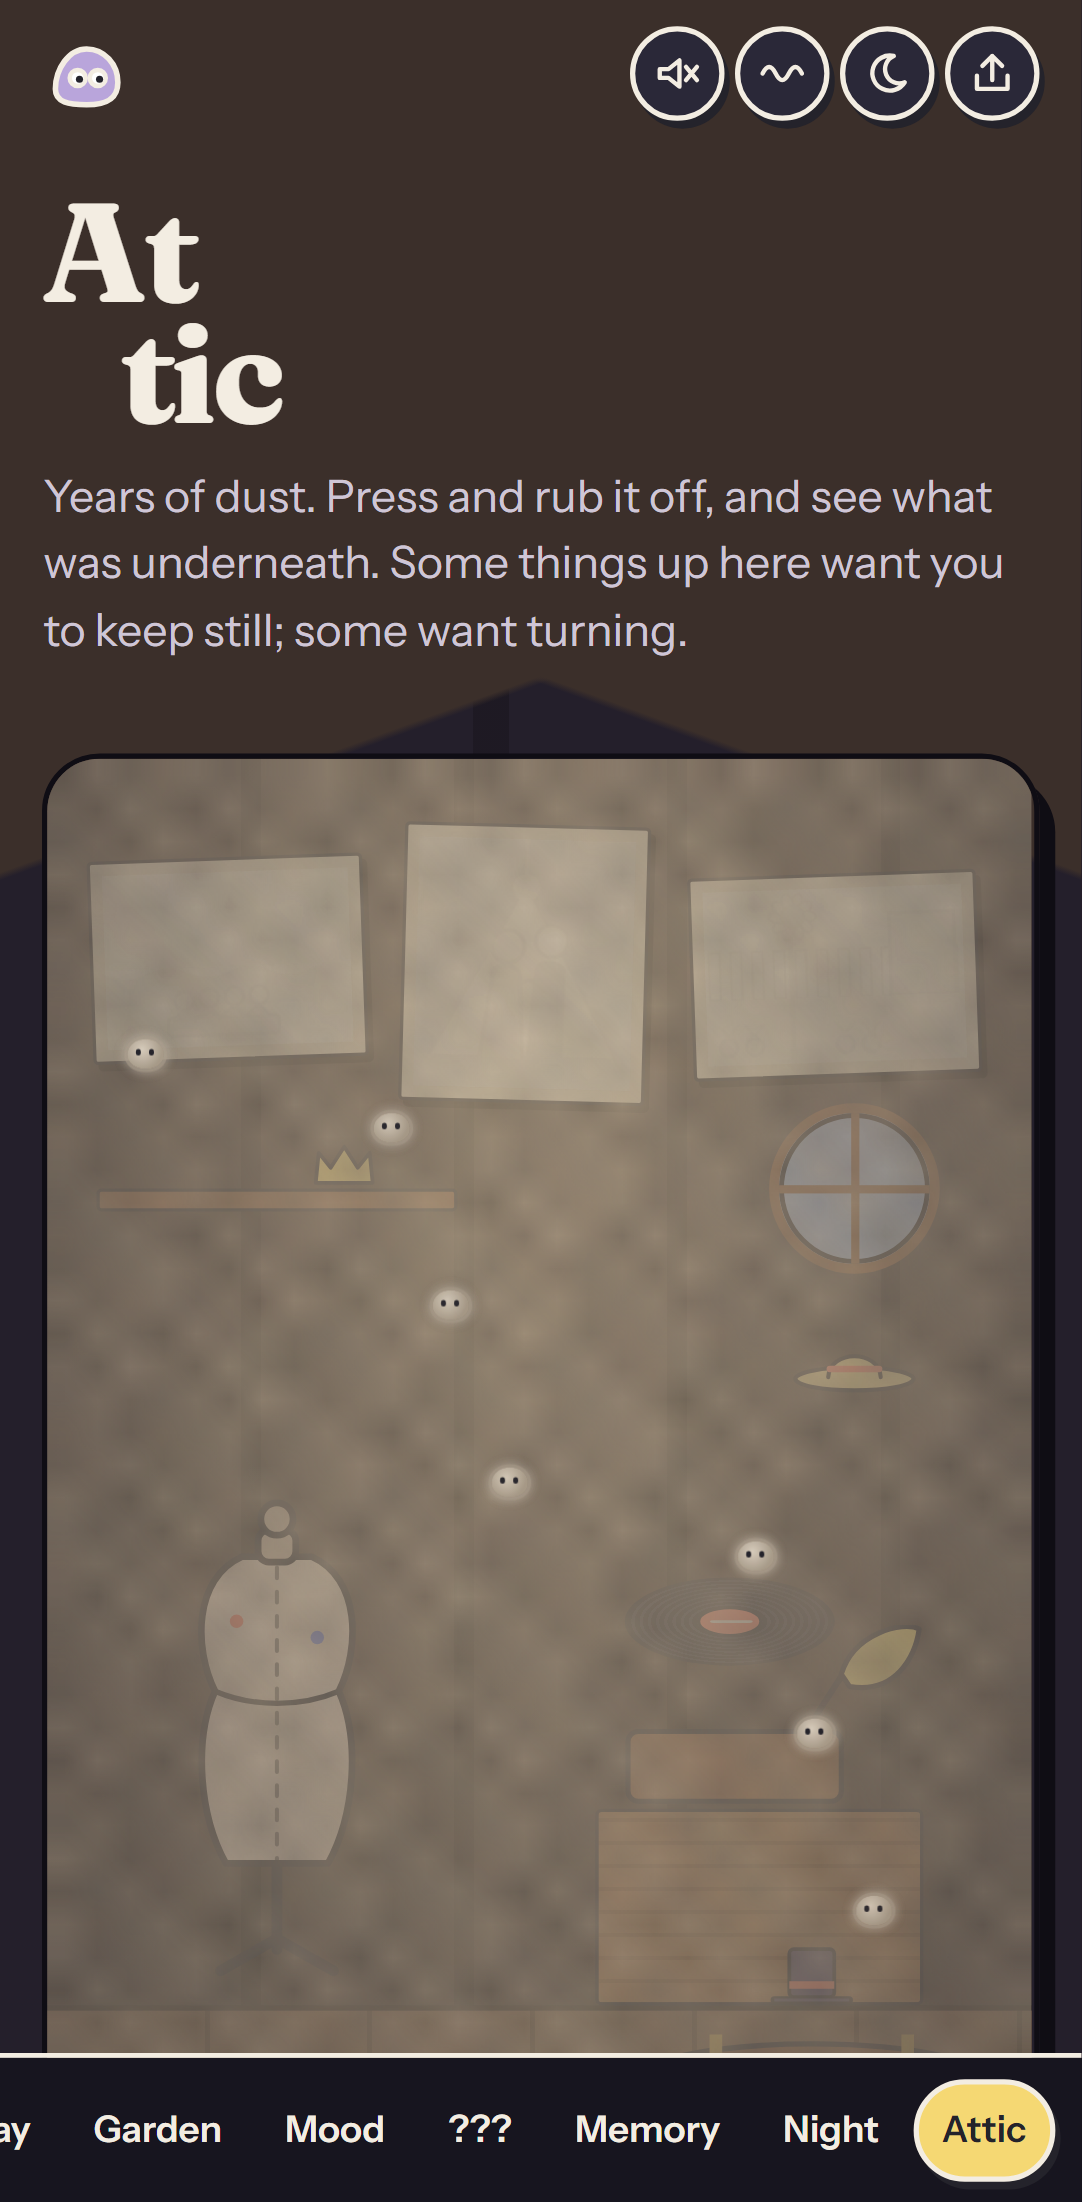 At
tic
Years of dust. Press and rub it off, and see what
was underneath. Some things up here want you
to keep still; some want turning.
ay
Garden
Mood
???
Memory
Night
Attic